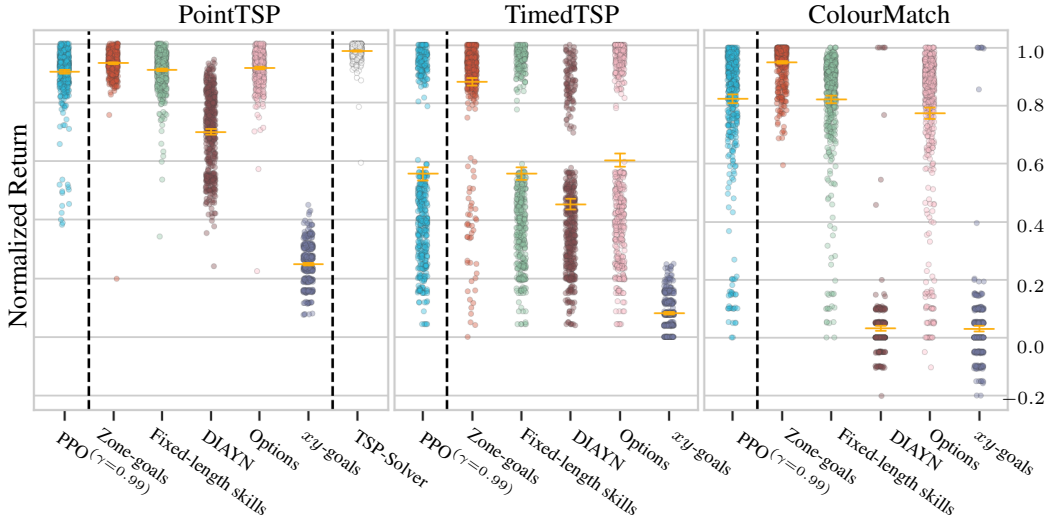 PointTSP
TimedTSP
ColourMatch
Normalized Return
1.0
0.8
0.6
0.4
0.2
0.0
−0.2
PPO(γ=0.99)
Zone-goals
Fixed-length skills
DIAYN
Options
xy-goals
TSP-Solver
PPO(γ=0.99)
Zone-goals
Fixed-length skills
DIAYN
Options
xy-goals
PPO(γ=0.99)
Zone-goals
Fixed-length skills
DIAYN
Options
xy-goals